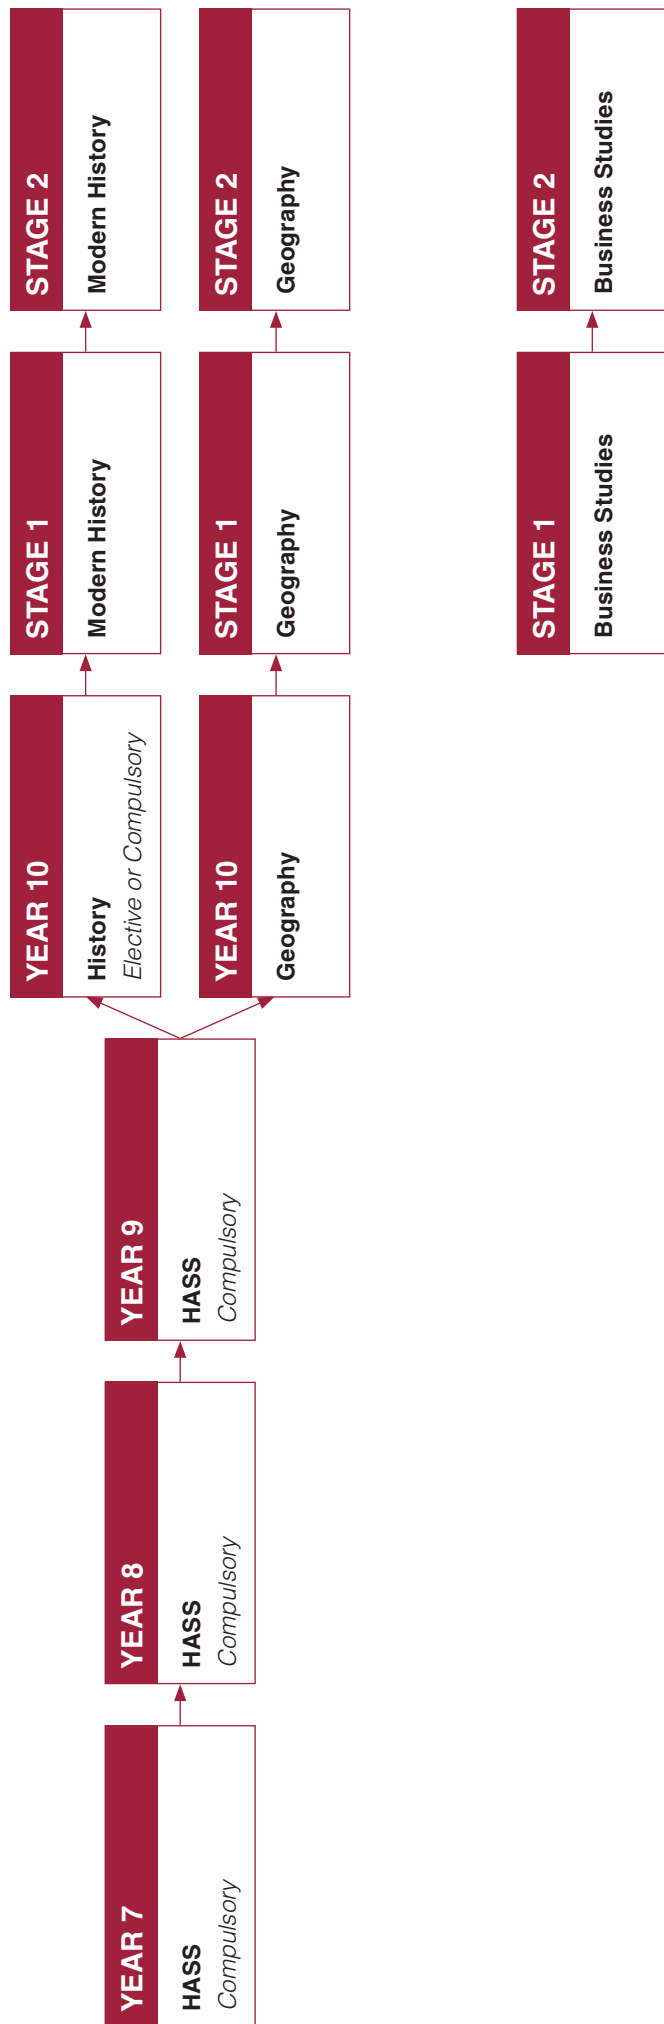 YEAR 7
HASS
Compulsory
YEAR 8
HASS
Compulsory
YEAR 9
HASS
Compulsory
YEAR 10
History
Elective or Compulsory
STAGE 1
Modern History
STAGE 2
Modern History
YEAR 10
Geography
STAGE 1
Geography
STAGE 2
Geography
STAGE 1
Business Studies
STAGE 2
Business Studies